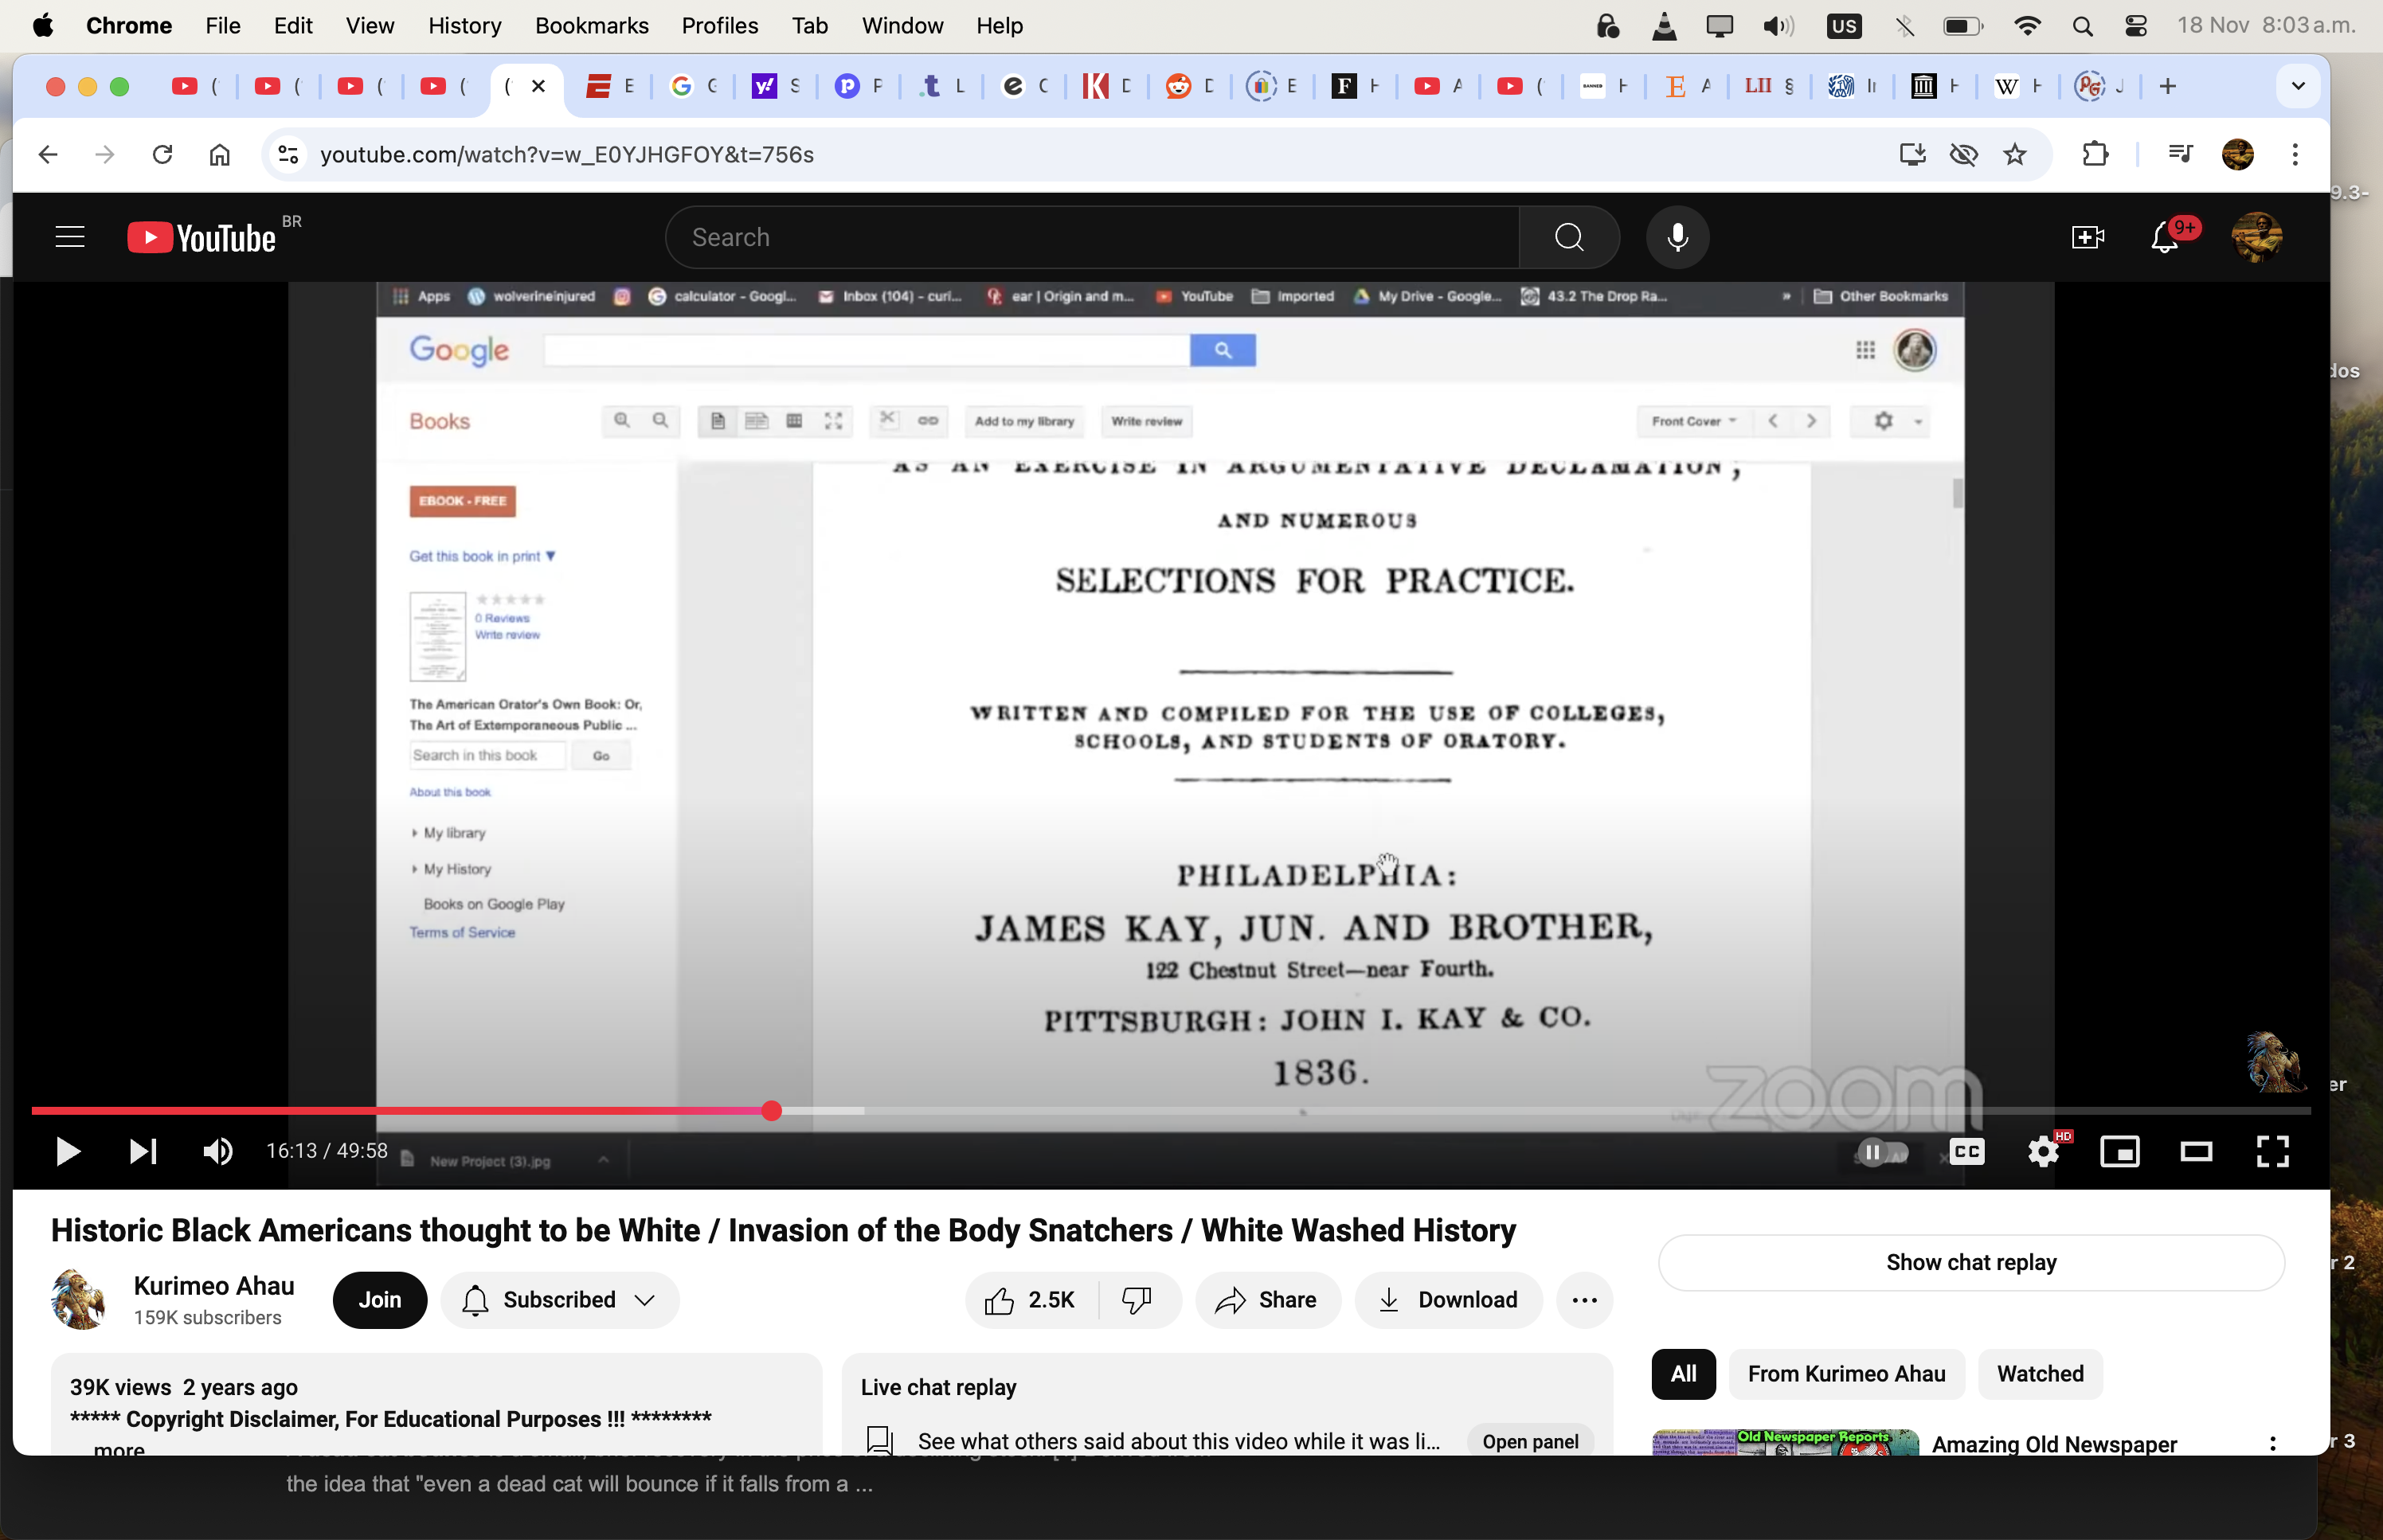 Chrome File Edit View History Bookmarks Profiles Tab Window Help US 18 Nov 8:03 a.m.
youtube.com/watch?v=w_E0YJHGFOY&t=756s
YouTube BR Search 9+
Apps wolverineinjured calculator - Googl... Inbox (104) - curi... ear | Origin and m... YouTube Imported My Drive - Google... 43.2 The Drop Ra... » Other Bookmarks
Google
Books Add to my library Write review Front Cover
AS AN EXERCISE IN ARGUMENTATIVE DECLAMATION;
EBOOK - FREE
AND NUMEROUS
Get this book in print ▼
SELECTIONS FOR PRACTICE.
0 Reviews
Write review
The American Orator's Own Book: Or,
The Art of Extemporaneous Public ...
WRITTEN AND COMPILED FOR THE USE OF COLLEGES,
SCHOOLS, AND STUDENTS OF ORATORY.
Search in this book Go
About this book
My library
My History
Books on Google Play
Terms of Service
PHILADELPHIA:
JAMES KAY, JUN. AND BROTHER,
122 Chestnut Street—near Fourth.
PITTSBURGH: JOHN I. KAY & CO.
1836.
zoom
16:13 / 49:58 New Project (3).jpg CC HD
Historic Black Americans thought to be White / Invasion of the Body Snatchers / White Washed History
Kurimeo Ahau
159K subscribers
Join Subscribed 2.5K Share Download
Show chat replay
All From Kurimeo Ahau Watched
39K views 2 years ago
***** Copyright Disclaimer, For Educational Purposes !!! ********
more
Live chat replay
See what others said about this video while it was li... Open panel
Old Newspaper Reports
Amazing Old Newspaper
the idea that "even a dead cat will bounce if it falls from a ...